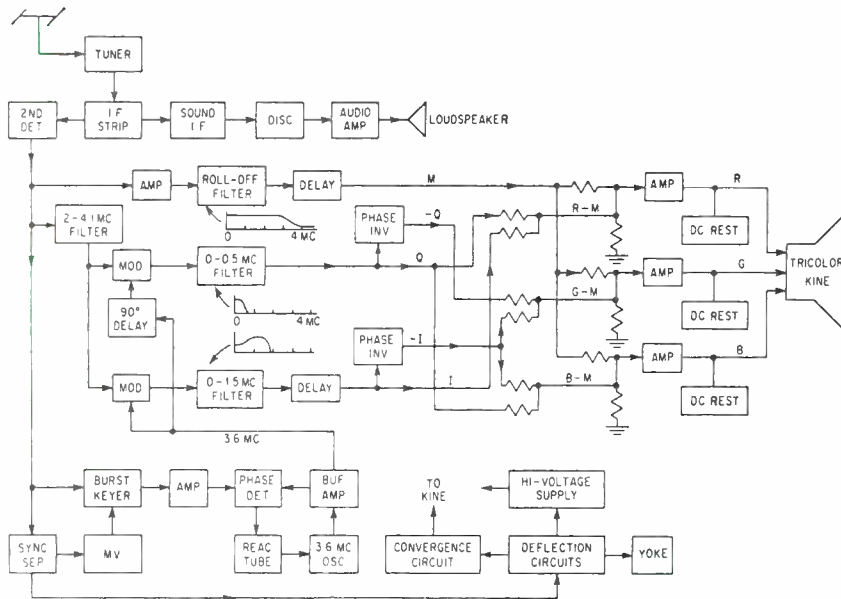 TUNER
2ND
DET
I F
STRIP
SOUND
I F
DISC
AUDIO
AMP
LOUDSPEAKER
AMP
ROLL-OFF
FILTER
DELAY
M
AMP
R
DC REST
0 4 MC
R-M
2-4.1 MC
FILTER
PHASE
INV
-Q
MOD
0-0.5 MC
FILTER
Q
AMP
G
TRICOLOR
KINE
G-M
DC REST
90°
DELAY
0 4 MC
PHASE
INV
-I
AMP
B
MOD
0-1.5 MC
FILTER
DELAY
I
B-M
DC REST
3.6 MC
BURST
KEYER
AMP
PHASE
DET
BUF
AMP
TO
KINE
HI-VOLTAGE
SUPPLY
SYNC
SEP
MV
REAC
TUBE
3.6 MC
OSC
CONVERGENCE
CIRCUIT
DEFLECTION
CIRCUITS
YOKE